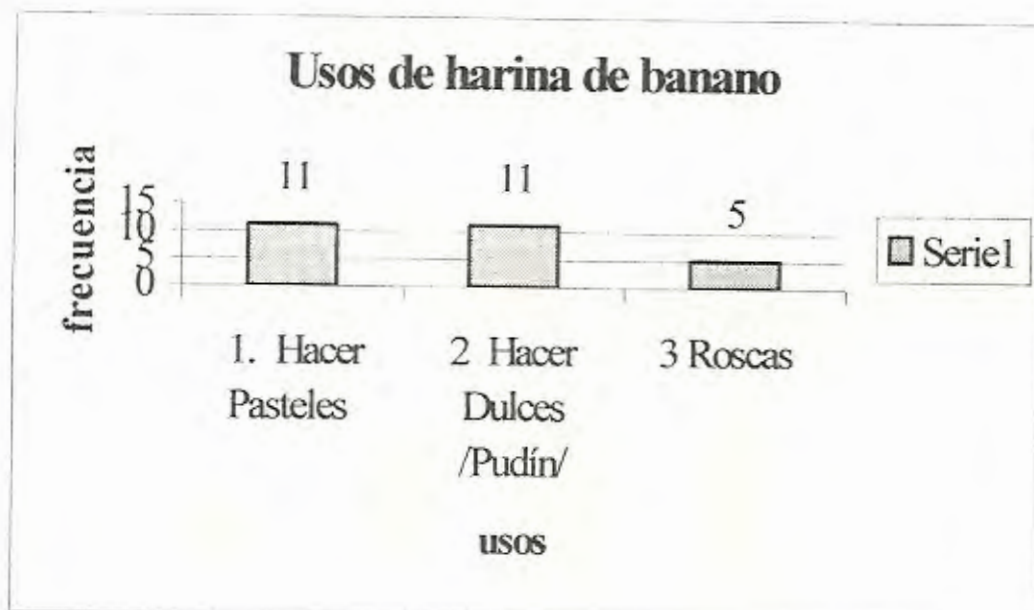 Usos de harina de banano
frecuencia
15
10
5
0
11
11
5
1. Hacer
Pasteles
2 Hacer
Dulces
/Pudín/
3 Roscas
usos
Serie1